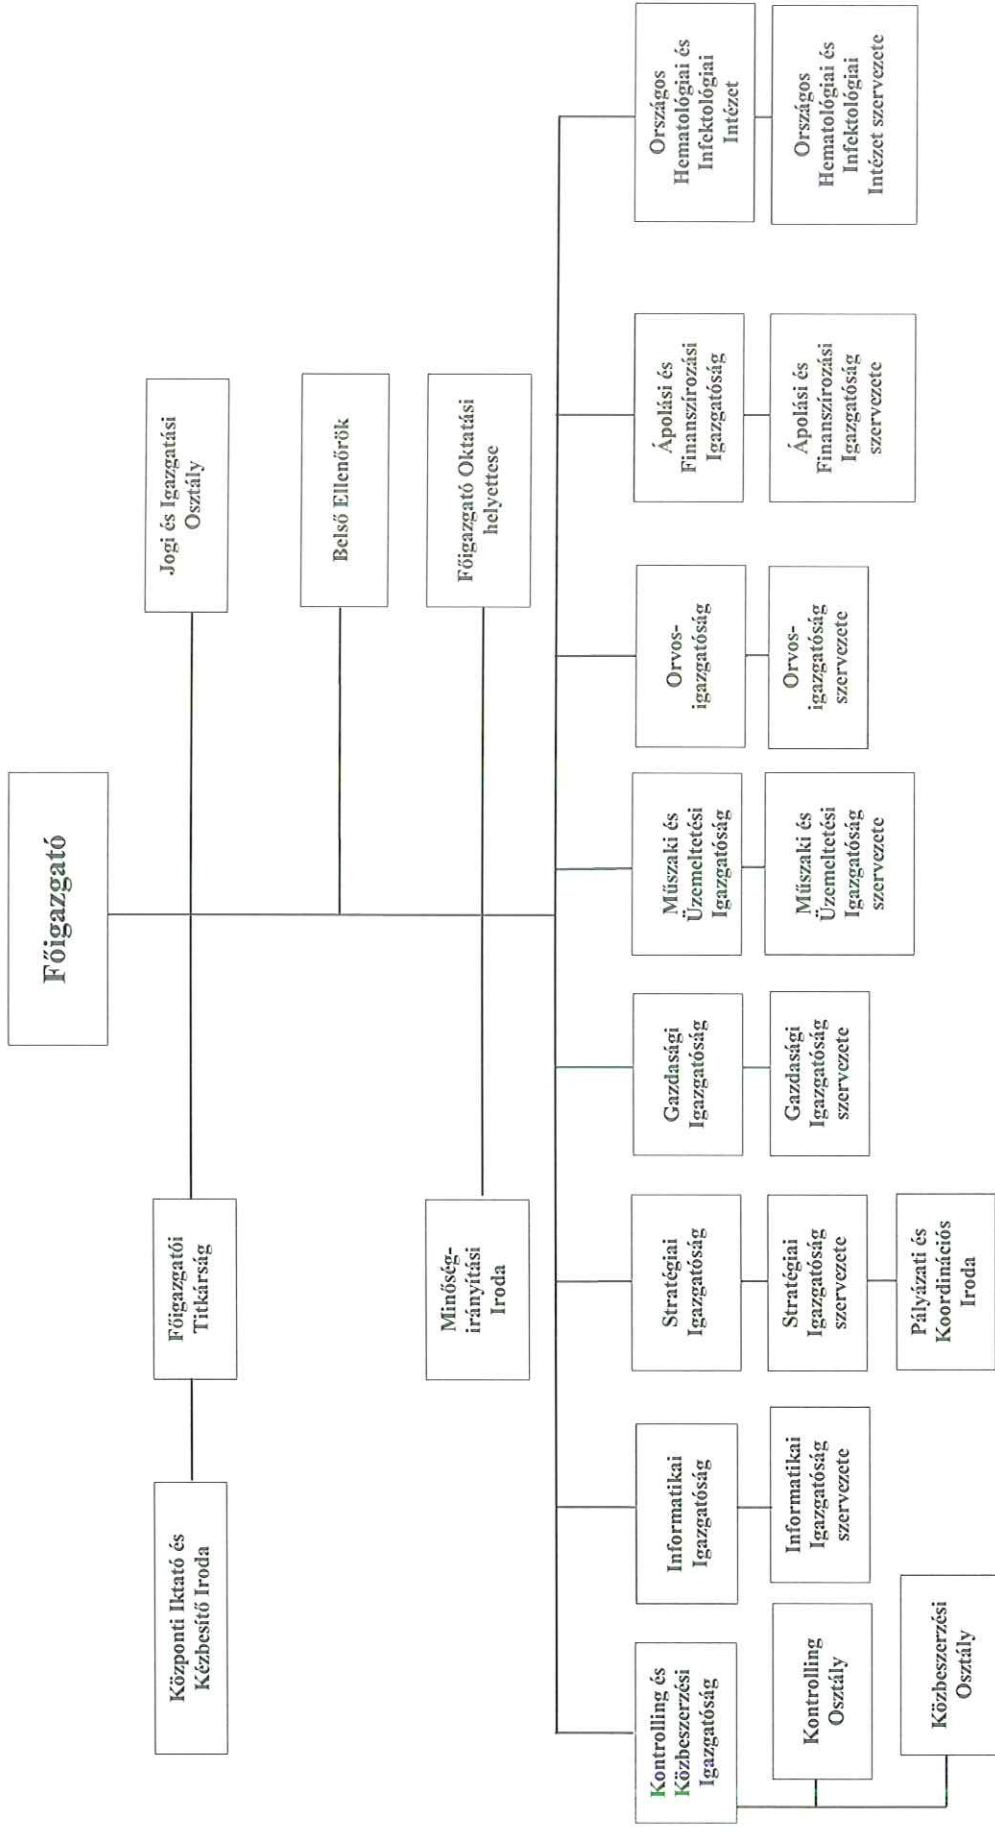 Főigazgató
Központi Iktató és
Kézbesítő Iroda
Főigazgatói
Titkárság
Jogi és Igazgatási
Osztály
Belső Ellenőrök
Minőség-
irányítási
Iroda
Főigazgató Oktatási
helyettese
Kontrolling és
Közbeszerzési
Igazgatóság
Informatikai
Igazgatóság
Stratégiai
Igazgatóság
Gazdasági
Igazgatóság
Műszaki és
Üzemeltetési
Igazgatóság
Orvos-
igazgatóság
Ápolási és
Finanszírozási
Igazgatóság
Országos
Hematológiai és
Infektológiai
Intézet
Kontrolling
Osztály
Informatikai
Igazgatóság
szervezete
Stratégiai
Igazgatóság
szervezete
Gazdasági
Igazgatóság
szervezete
Műszaki és
Üzemeltetési
Igazgatóság
szervezete
Orvos-
igazgatóság
szervezete
Ápolási és
Finanszírozási
Igazgatóság
szervezete
Országos
Hematológiai és
Infektológiai
Intézet szervezete
Közbeszerzési
Osztály
Pályázati és
Koordinációs
Iroda